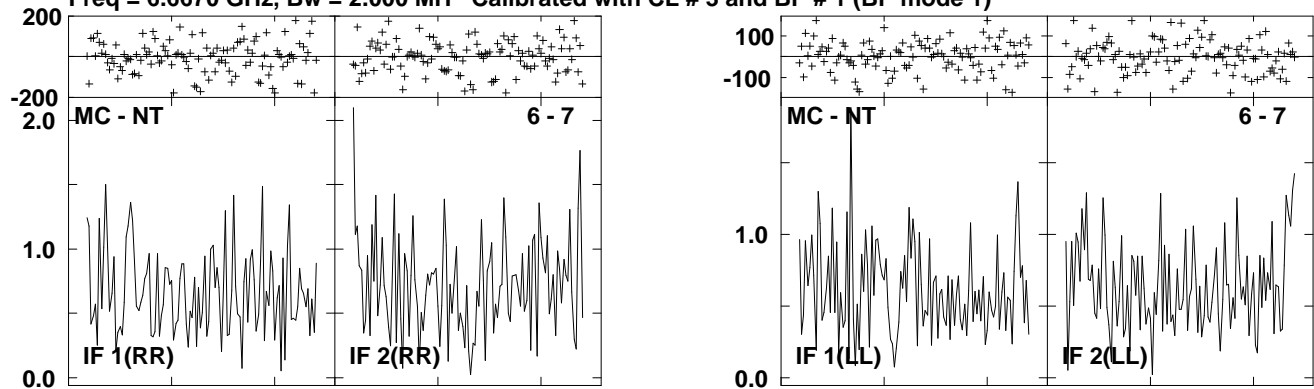 Freq = 6.6670 GHz, Bw = 2.000 MH Calibrated with CL # 3 and BP # 1 (BP mode 1)
200
0
-200
100
-100
MC - NT
6 - 7
MC - NT
6 - 7
2.0
1.0
0.0
1.0
0.0
IF 1(RR)
IF 2(RR)
IF 1(LL)
IF 2(LL)